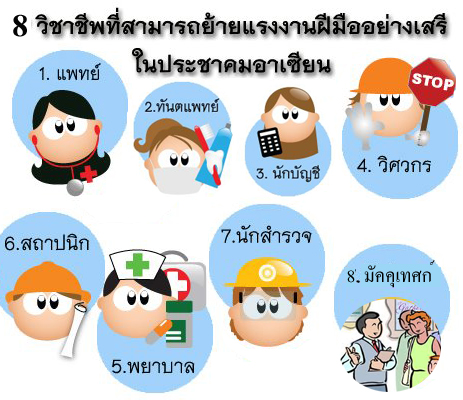 8 วิชาชีพที่สามารถย้ายแรงงานฝีมืออย่างเสรี
ในประชาคมอาเซียน
1. แพทย์
2.ทันตแพทย์
3. นักบัญชี
STOP
4. วิศวกร
6.สถาปนิก
5.พยาบาล
7.นักสำรวจ
8. มัคคุเทศก์